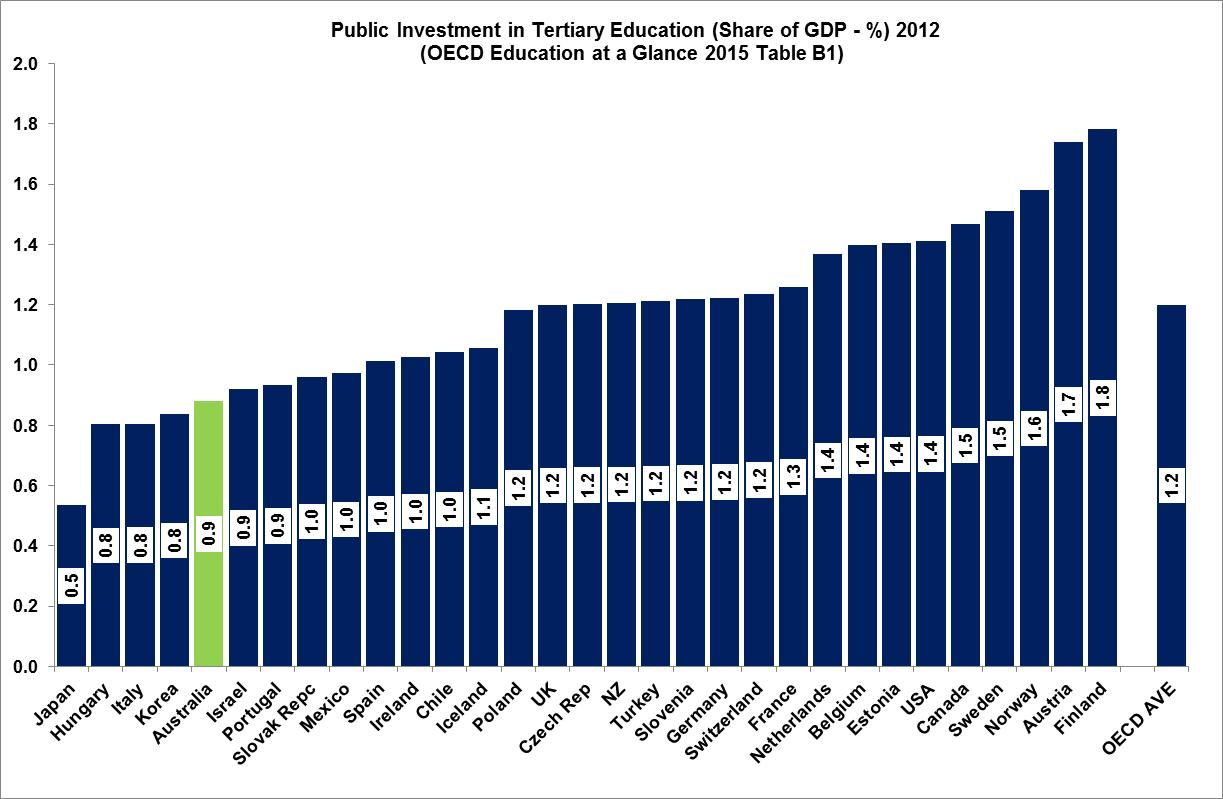 Public Investment in Tertiary Education (Share of GDP - %) 2012
(OECD Education at a Glance 2015 Table B1)
2.0
1.8
1.6
1.4
1.2
1.0
0.8
0.6
0.4
0.2
0.0
0.5
0.8
0.8
0.8
0.9
0.9
0.9
1.0
1.0
1.0
1.0
1.0
1.1
1.2
1.2
1.2
1.2
1.2
1.2
1.2
1.2
1.3
1.4
1.4
1.4
1.4
1.5
1.5
1.6
1.7
1.8
1.2
Japan
Hungary
Italy
Korea
Australia
Israel
Portugal
Slovak Repc
Mexico
Spain
Ireland
Chile
Iceland
Poland
UK
Czech Rep
NZ
Turkey
Slovenia
Germany
Switzerland
France
Netherlands
Belgium
Estonia
USA
Canada
Sweden
Norway
Austria
Finland
OECD AVE